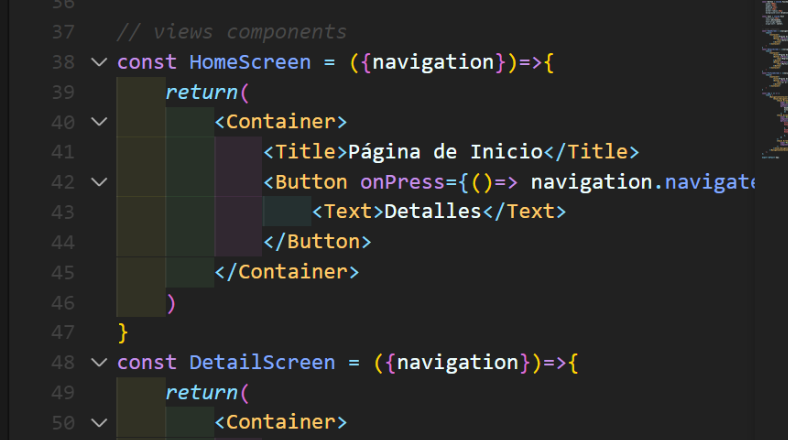 36
37 // views components
38 const HomeScreen = ({navigation})=>{
39 return(
40 <Container>
41 <Title>Página de Inicio</Title>
42 <Button onPress={()=> navigation.navigate
43 <Text>Detalles</Text>
44 </Button>
45 </Container>
46 )
47 }
48 const DetailScreen = ({navigation})=>{
49 return(
50 <Container>